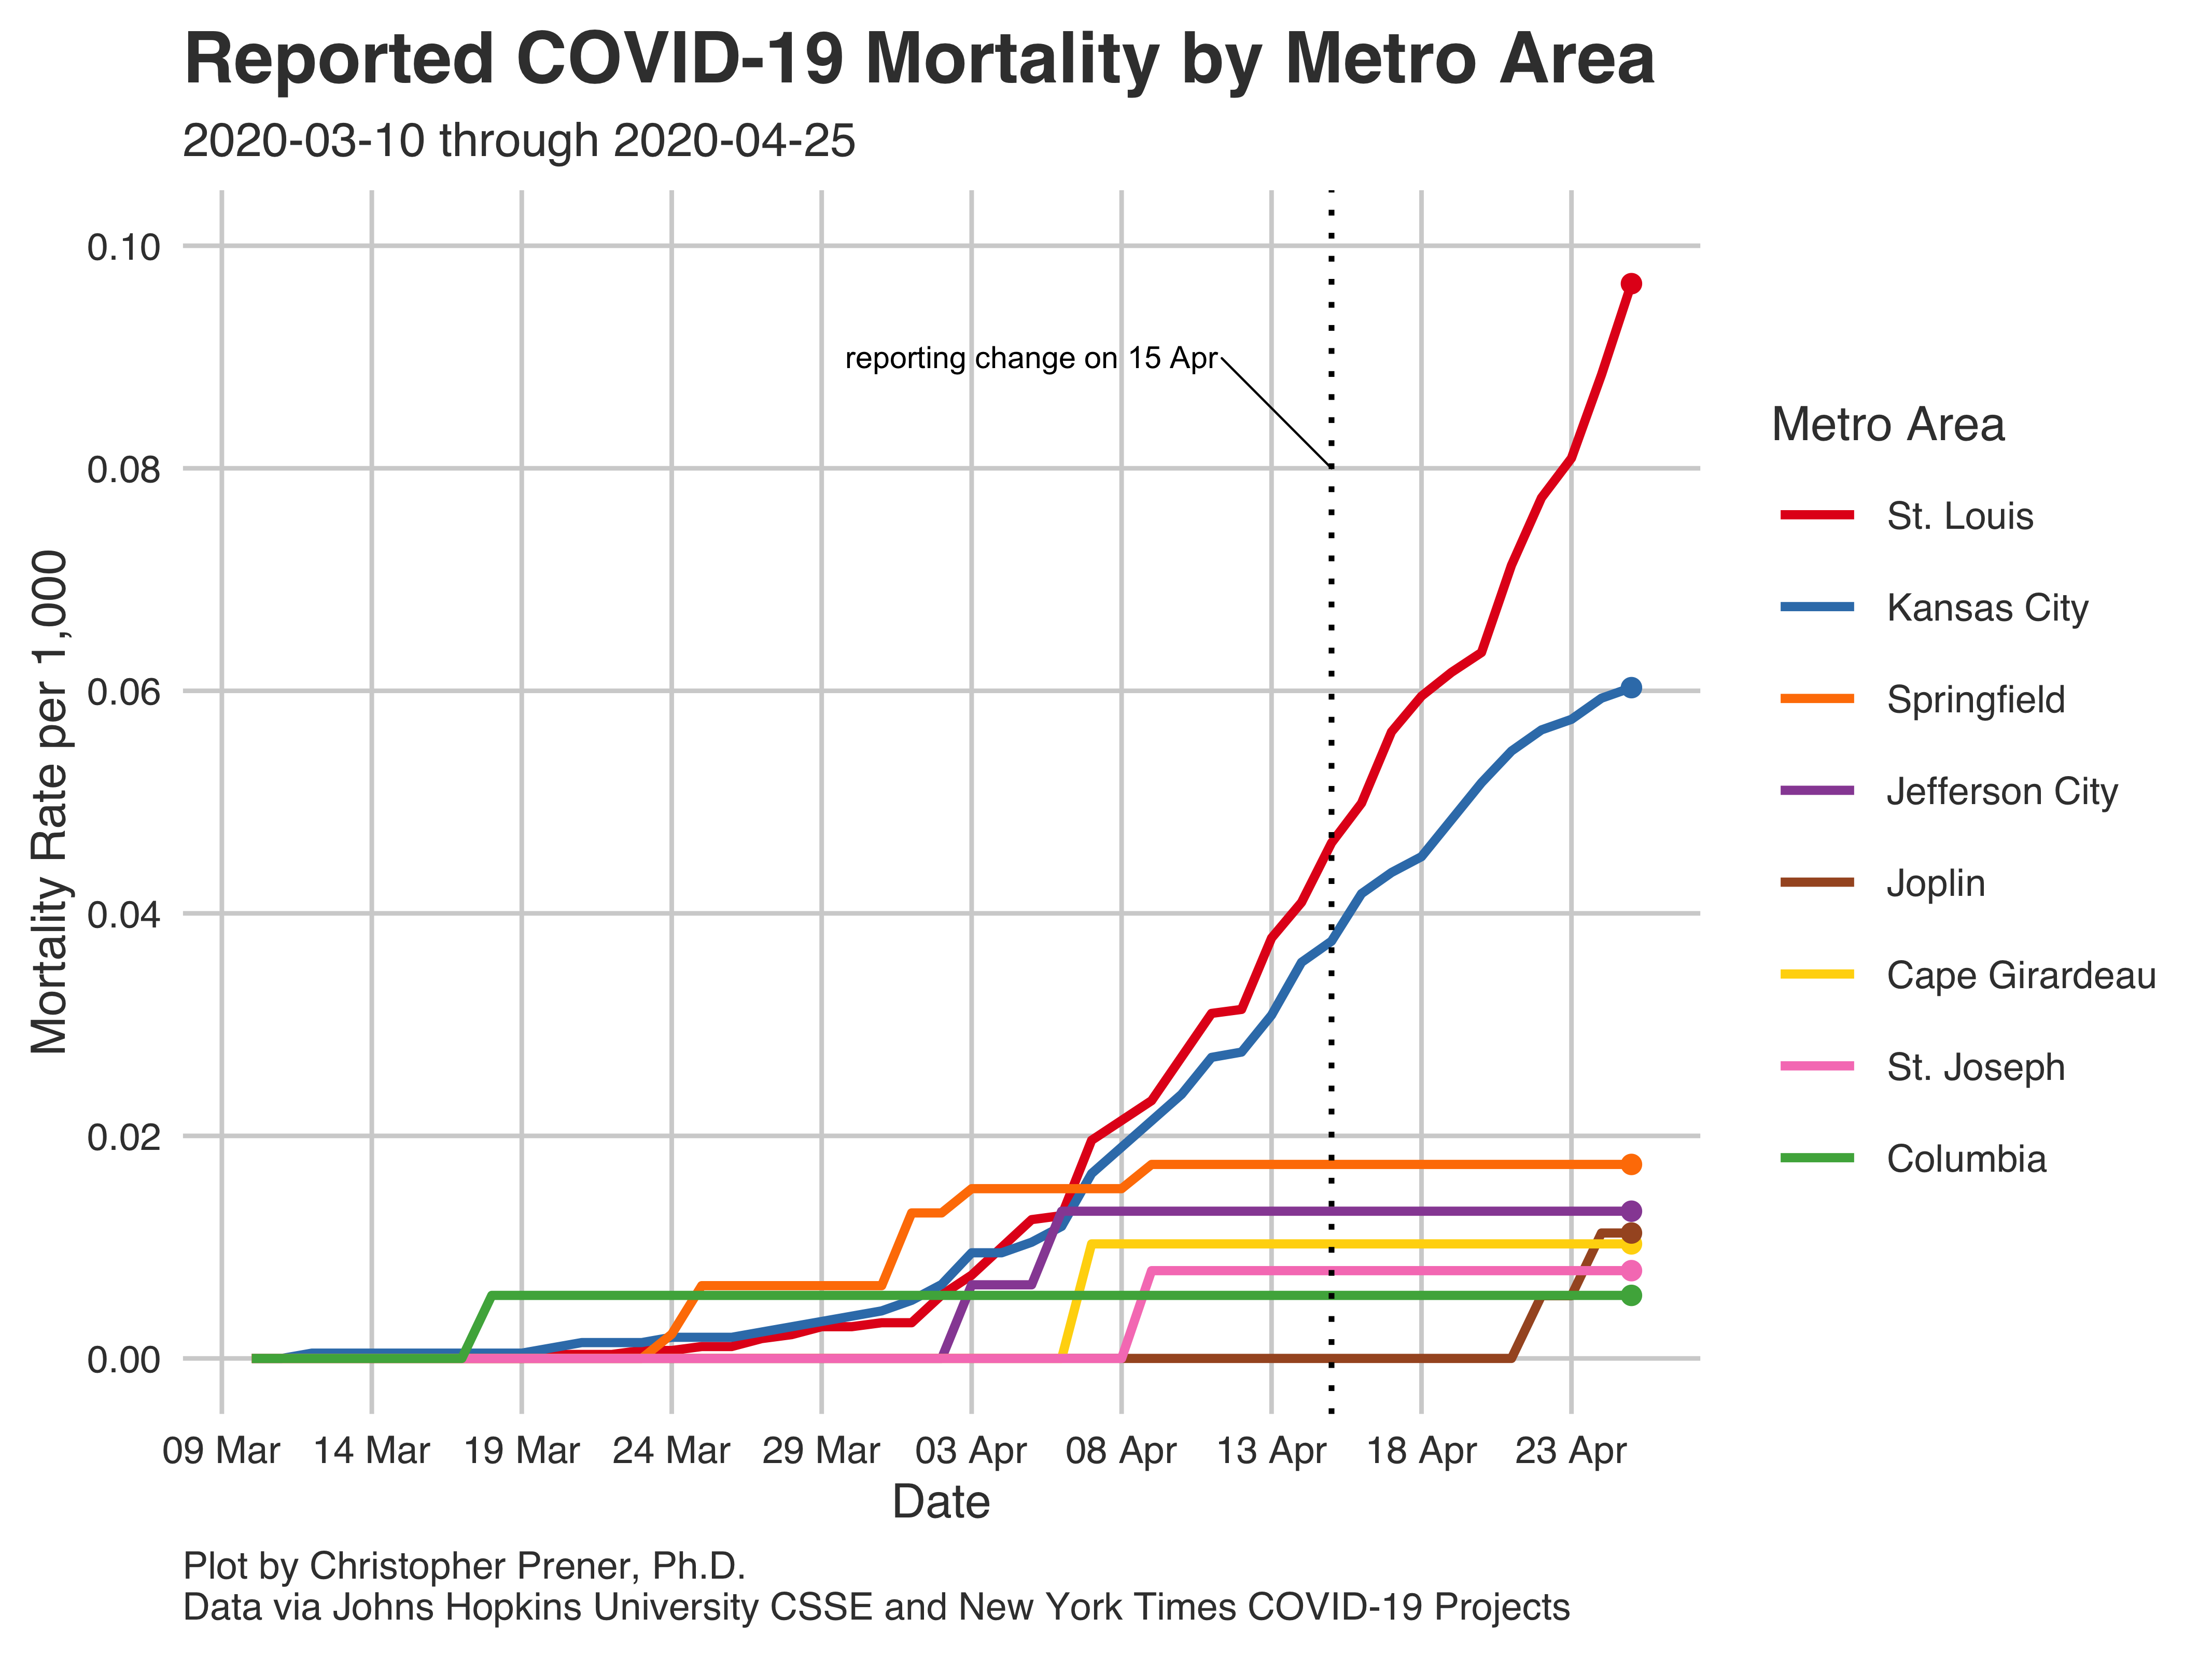 Reported COVID-19 Mortality by Metro Area
2020-03-10 through 2020-04-25
Mortality Rate per 1,000
0.10
0.08
0.06
0.04
0.02
0.00
reporting change on 15 Apr
09 Mar
14 Mar
19 Mar
24 Mar
29 Mar
03 Apr
08 Apr
13 Apr
18 Apr
23 Apr
Date
Metro Area
St. Louis
Kansas City
Springfield
Jefferson City
Joplin
Cape Girardeau
St. Joseph
Columbia
Plot by Christopher Prener, Ph.D.
Data via Johns Hopkins University CSSE and New York Times COVID-19 Projects